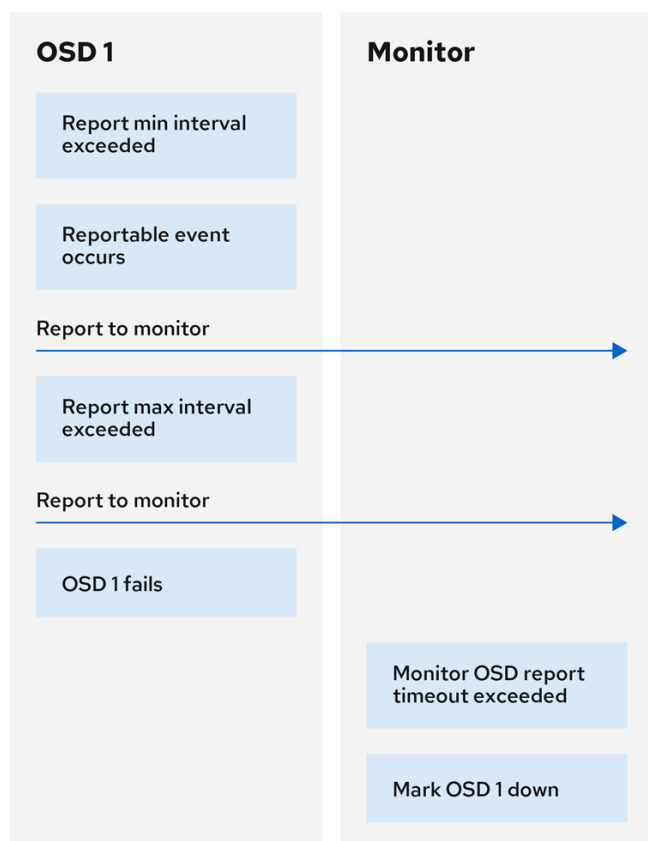 OSD 1
Monitor
Report min interval
exceeded
Reportable event
occurs
Report to monitor
Report max interval
exceeded
Report to monitor
OSD 1 fails
Monitor OSD report
timeout exceeded
Mark OSD 1 down